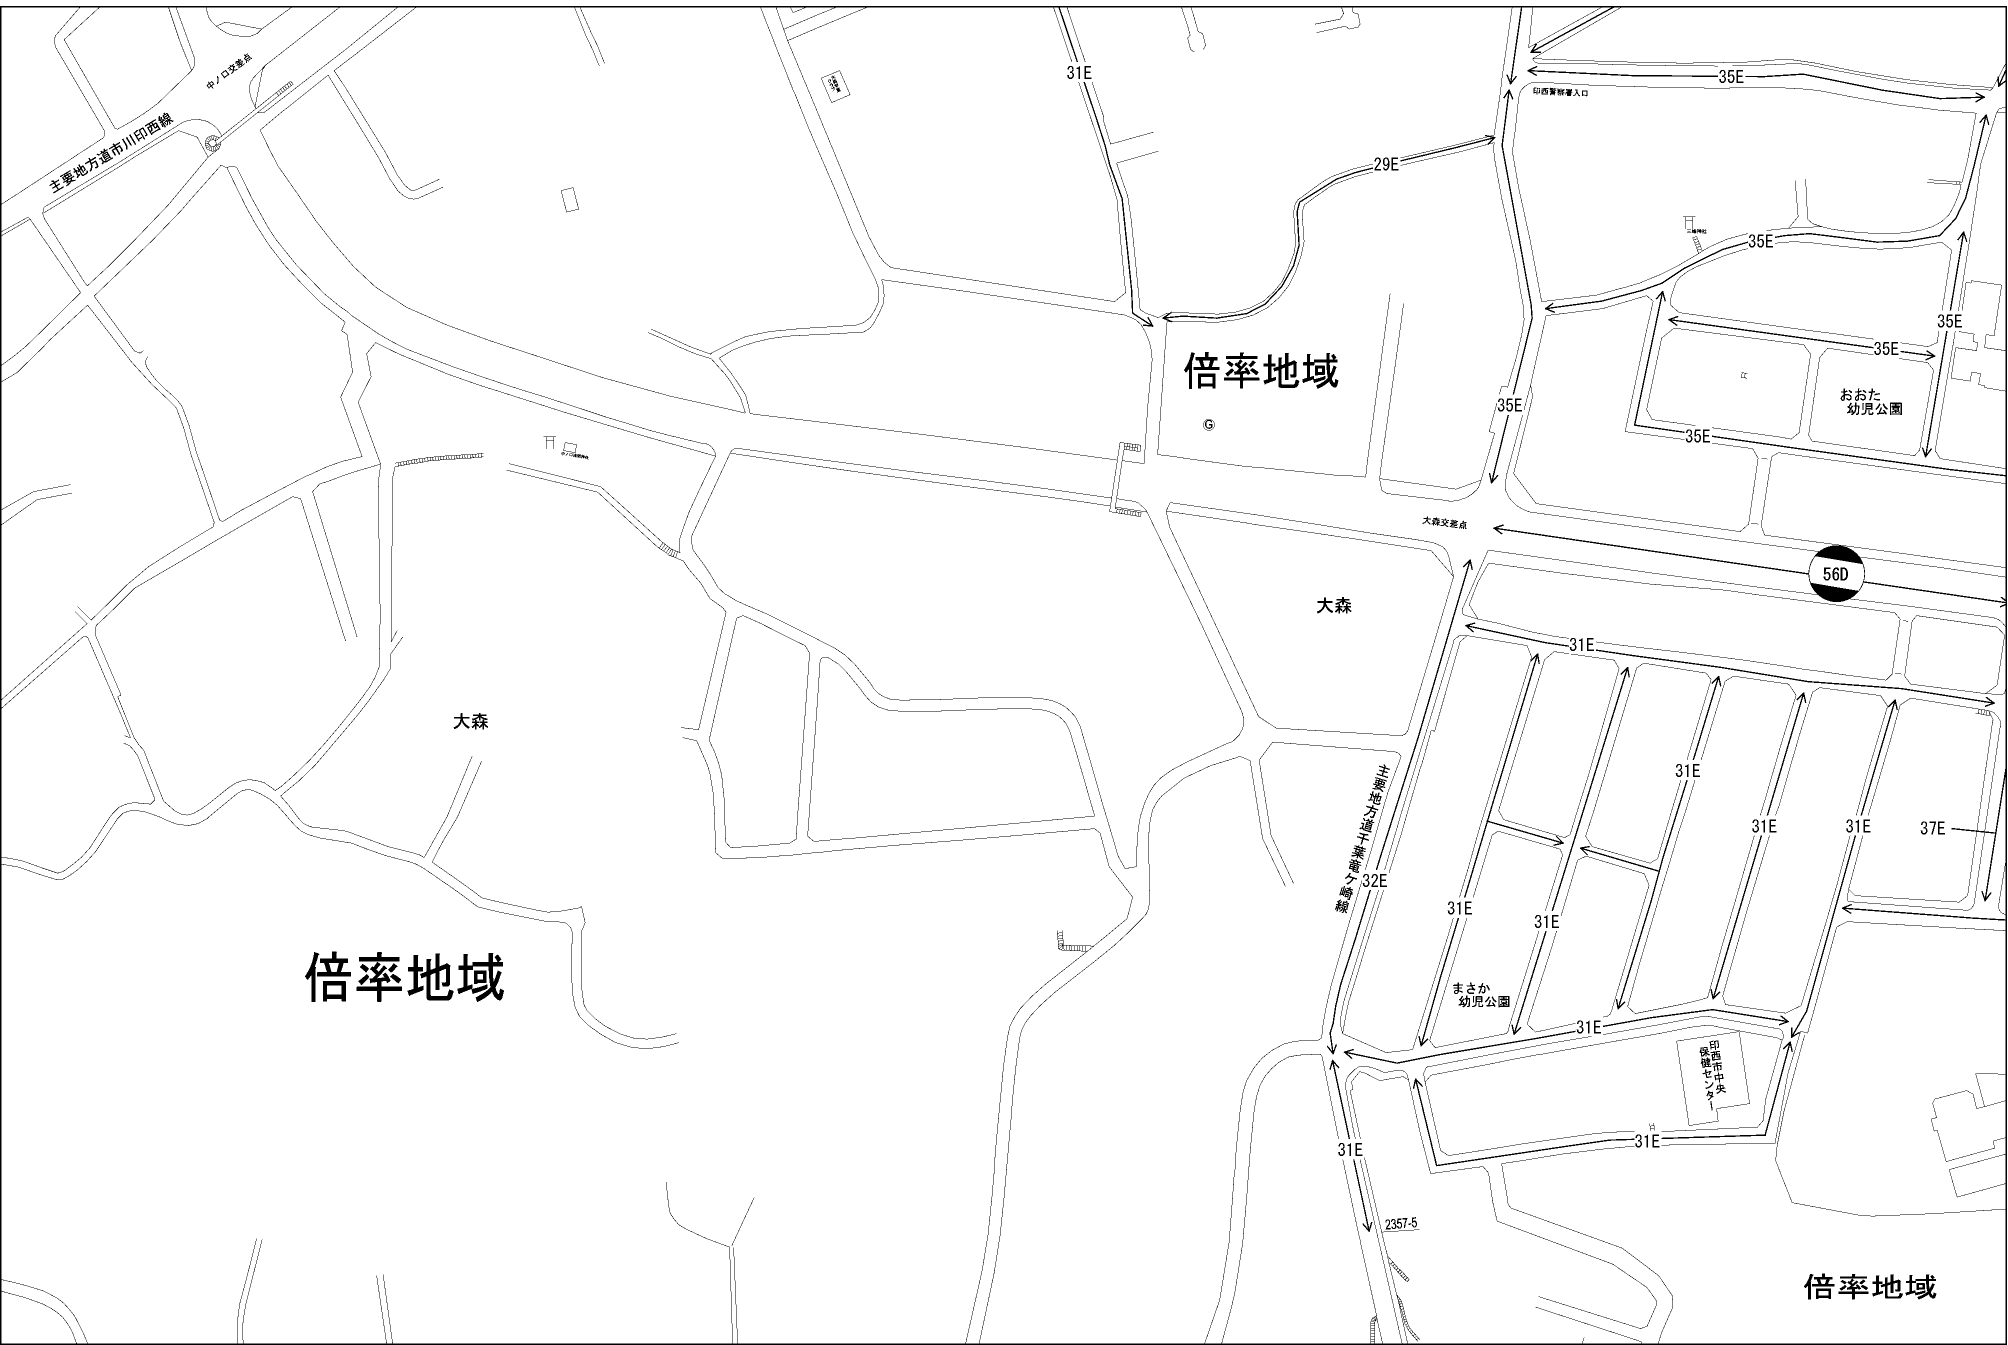 31E
35E
印西警察署入口
中ノ口交差点
主要地方道市川印西線
29E
三峰神社
35E
35E
35E
倍率地域
おおた
幼児公園
35E
G
35E
大森交差点
56D
大森
31E
大森
主要地方道千葉竜ケ崎線
31E
31E
31E
37E
32E
31E
31E
倍率地域
まさか
幼児公園
31E
印西市中央
保健センター
31E
31E
2357-5
倍率地域